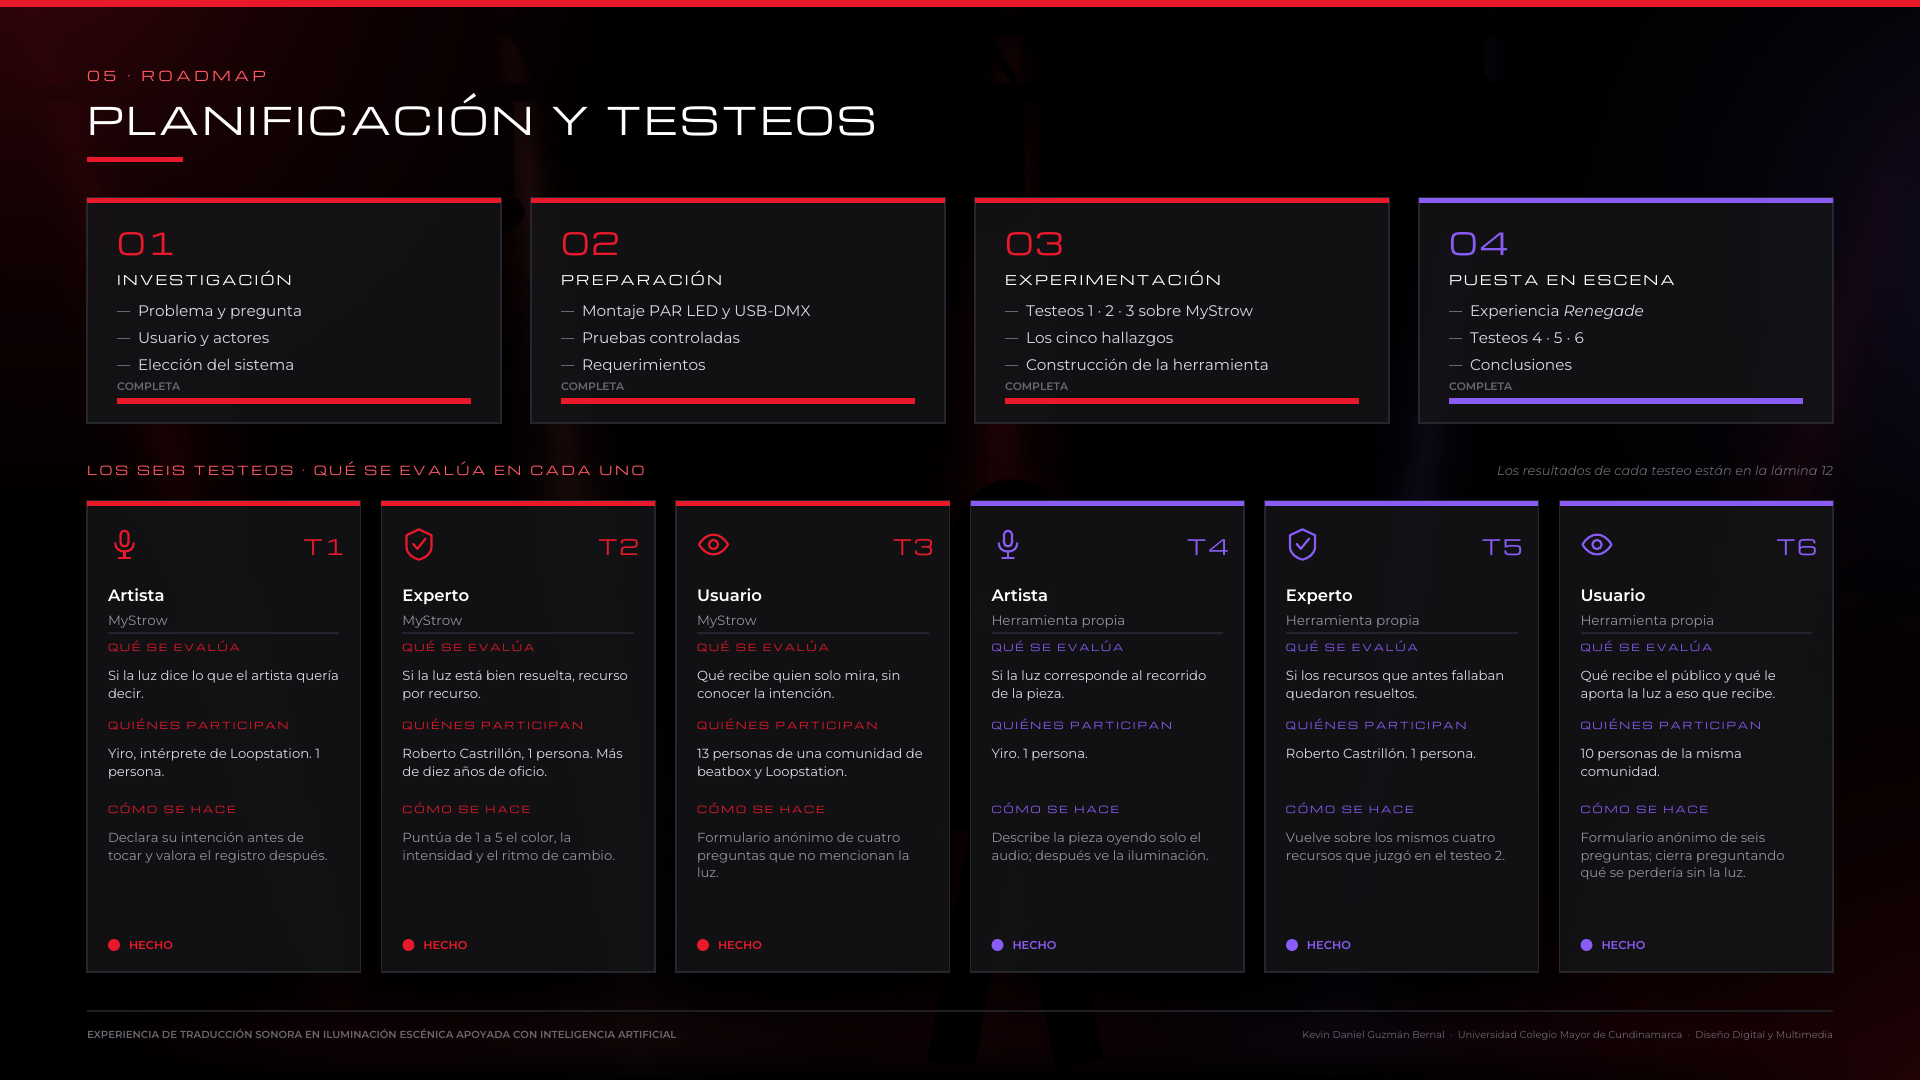 05 · ROADMAP
PLANIFICACIÓN Y TESTEOS
01
INVESTIGACIÓN
— Problema y pregunta
— Usuario y actores
— Elección del sistema
COMPLETA
02
PREPARACIÓN
— Montaje PAR LED y USB-DMX
— Pruebas controladas
— Requerimientos
COMPLETA
03
EXPERIMENTACIÓN
— Testeos 1 · 2 · 3 sobre MyStrow
— Los cinco hallazgos
— Construcción de la herramienta
COMPLETA
04
PUESTA EN ESCENA
— Experiencia Renegade
— Testeos 4 · 5 · 6
— Conclusiones
COMPLETA
LOS SEIS TESTEOS · QUÉ SE EVALÚA EN CADA UNO
Los resultados de cada testeo están en la lámina 12
T1
Artista
MyStrow
QUÉ SE EVALÚA
Si la luz dice lo que el artista quería
decir.
QUIÉNES PARTICIPAN
Yiro, intérprete de Loopstation. 1
persona.
CÓMO SE HACE
Declara su intención antes de
tocar y valora el registro después.
HECHO
T2
Experto
MyStrow
QUÉ SE EVALÚA
Si la luz está bien resuelta, recurso
por recurso.
QUIÉNES PARTICIPAN
Roberto Castrillón, 1 persona. Más
de diez años de oficio.
CÓMO SE HACE
Puntúa de 1 a 5 el color, la
intensidad y el ritmo de cambio.
HECHO
T3
Usuario
MyStrow
QUÉ SE EVALÚA
Qué recibe quien solo mira, sin
conocer la intención.
QUIÉNES PARTICIPAN
13 personas de una comunidad de
beatbox y Loopstation.
CÓMO SE HACE
Formulario anónimo de cuatro
preguntas que no mencionan la
luz.
HECHO
T4
Artista
Herramienta propia
QUÉ SE EVALÚA
Si la luz corresponde al recorrido
de la pieza.
QUIÉNES PARTICIPAN
Yiro. 1 persona.
CÓMO SE HACE
Describe la pieza oyendo solo el
audio; después ve la iluminación.
HECHO
T5
Experto
Herramienta propia
QUÉ SE EVALÚA
Si los recursos que antes fallaban
quedaron resueltos.
QUIÉNES PARTICIPAN
Roberto Castrillón. 1 persona.
CÓMO SE HACE
Vuelve sobre los mismos cuatro
recursos que juzgó en el testeo 2.
HECHO
T6
Usuario
Herramienta propia
QUÉ SE EVALÚA
Qué recibe el público y qué le
aporta la luz a eso que recibe.
QUIÉNES PARTICIPAN
10 personas de la misma
comunidad.
CÓMO SE HACE
Formulario anónimo de seis
preguntas; cierra preguntando
qué se perdería sin la luz.
HECHO
EXPERIENCIA DE TRADUCCIÓN SONORA EN ILUMINACIÓN ESCÉNICA APOYADA CON INTELIGENCIA ARTIFICIAL
Kevin Daniel Guzmán Bernal · Universidad Colegio Mayor de Cundinamarca · Diseño Digital y Multimedia